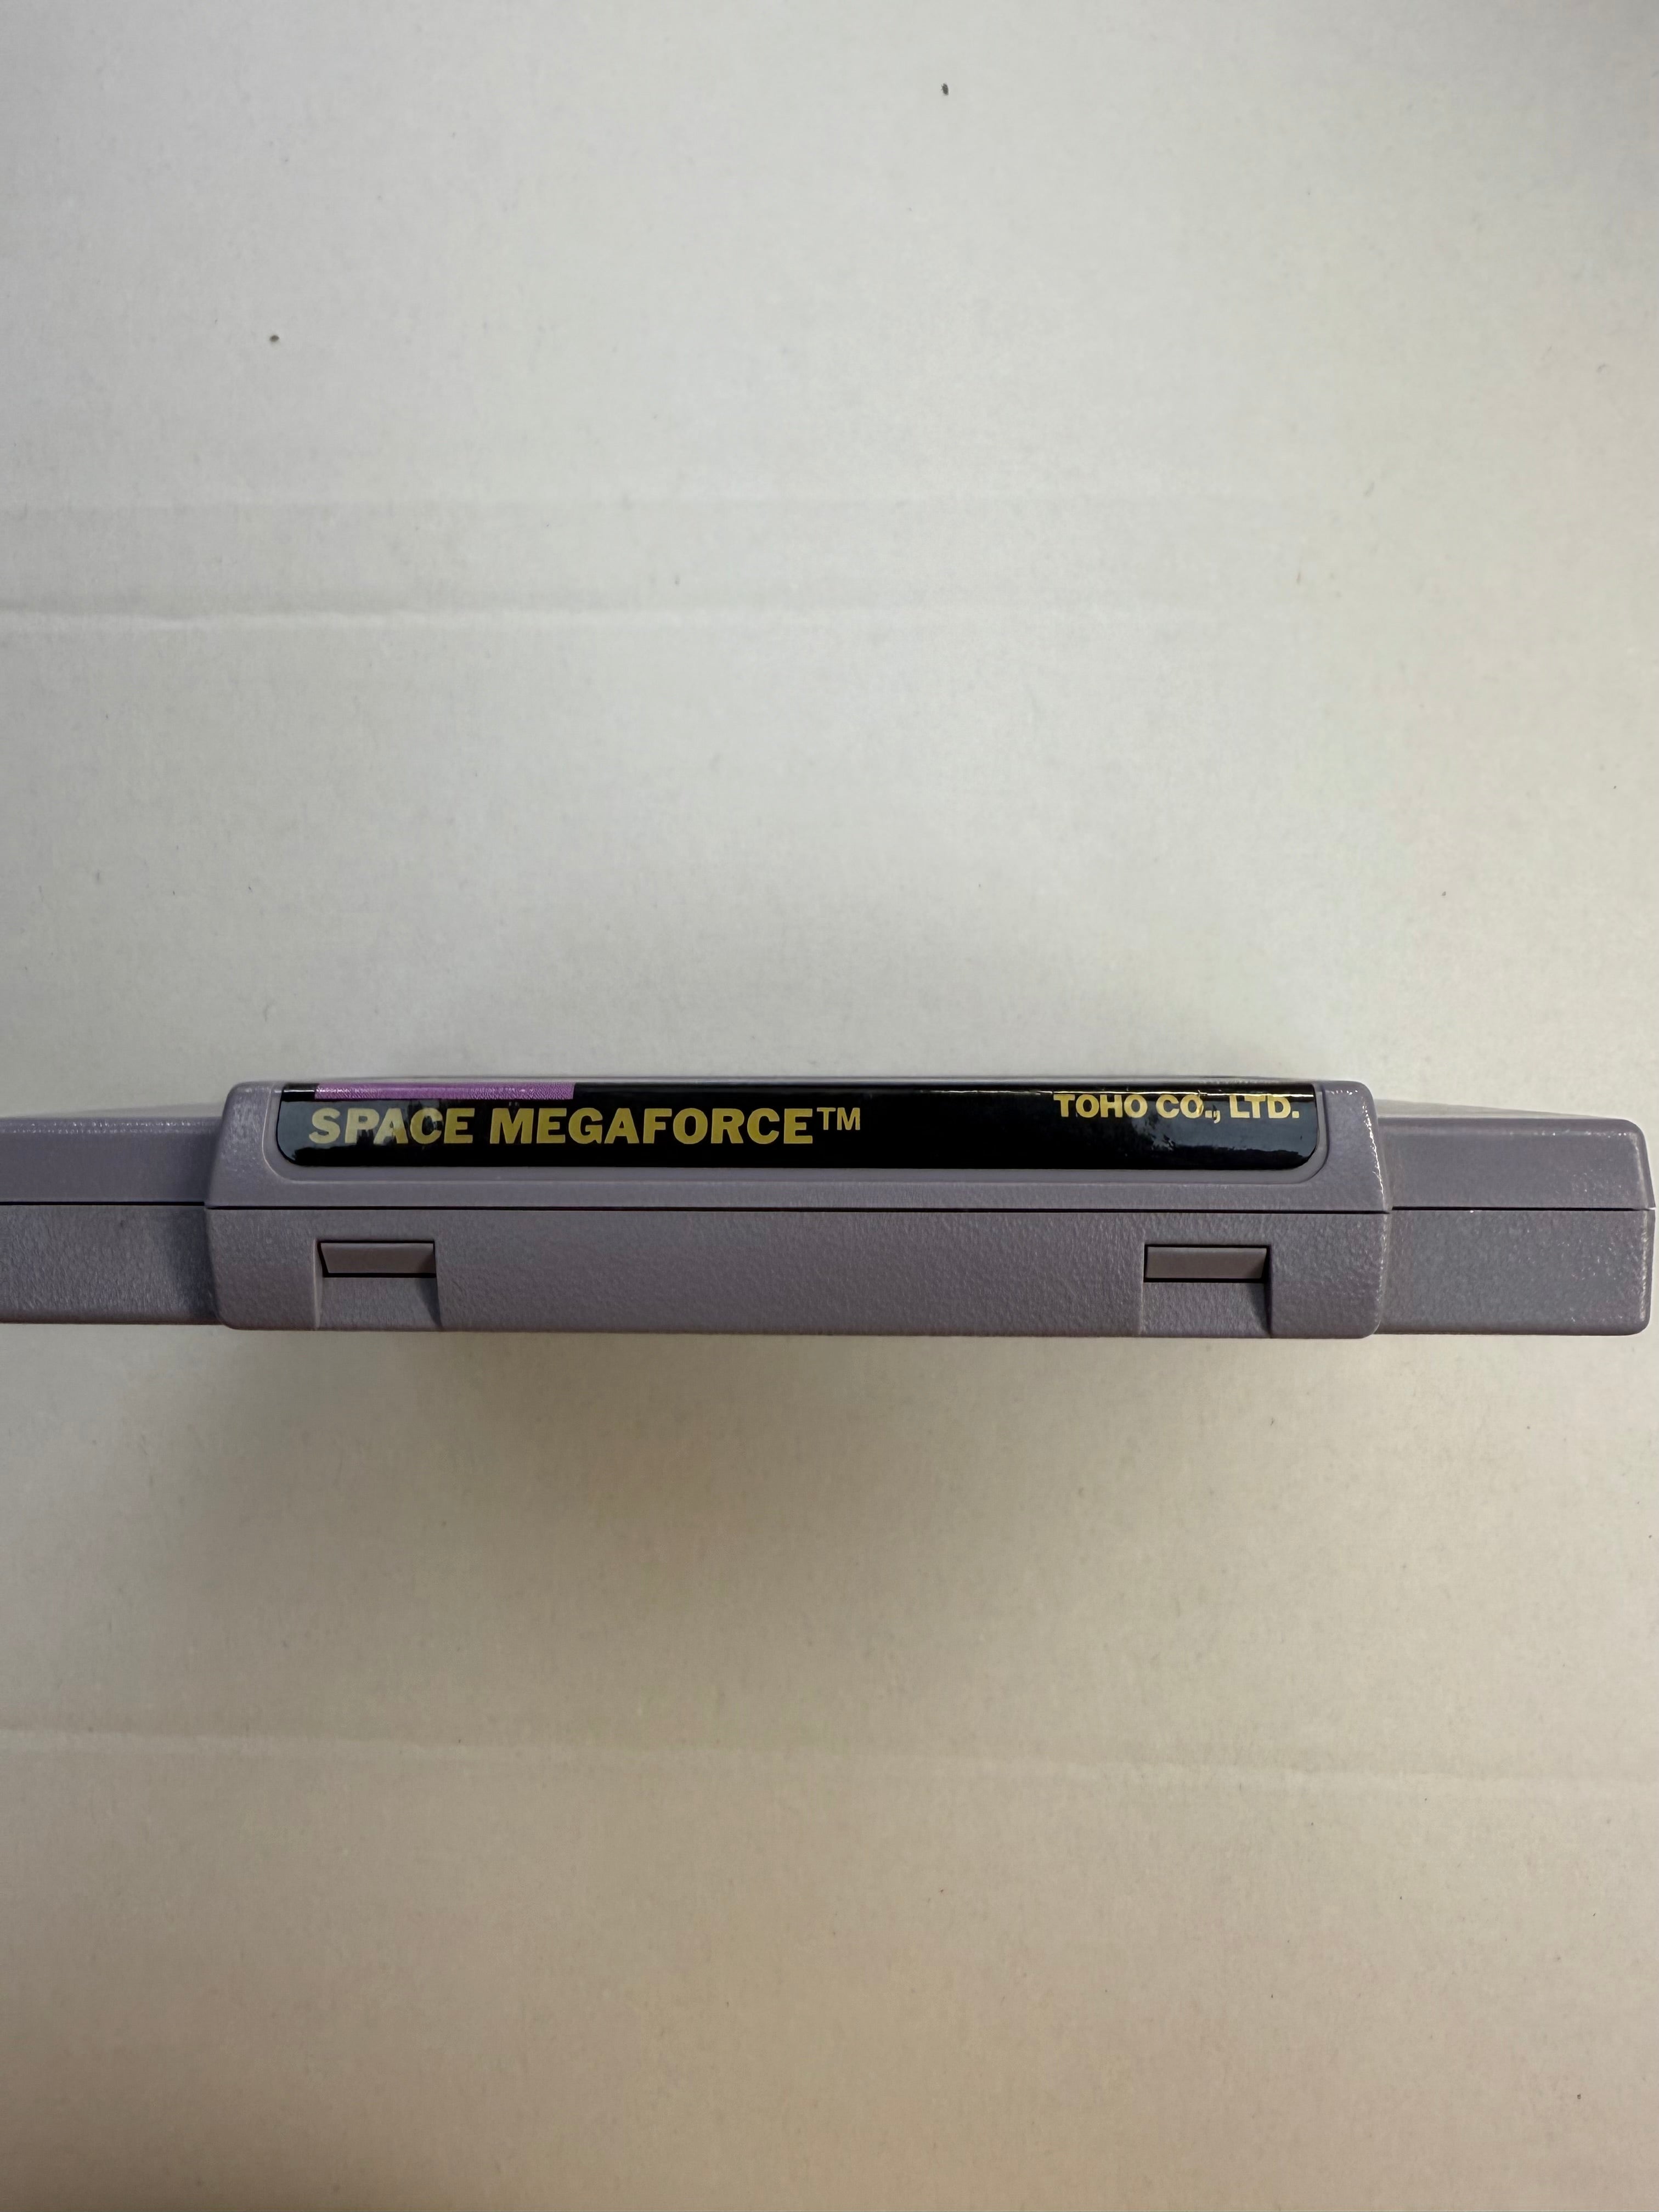 SPACE MEGAFORCE™
TOHO CO., LTD.